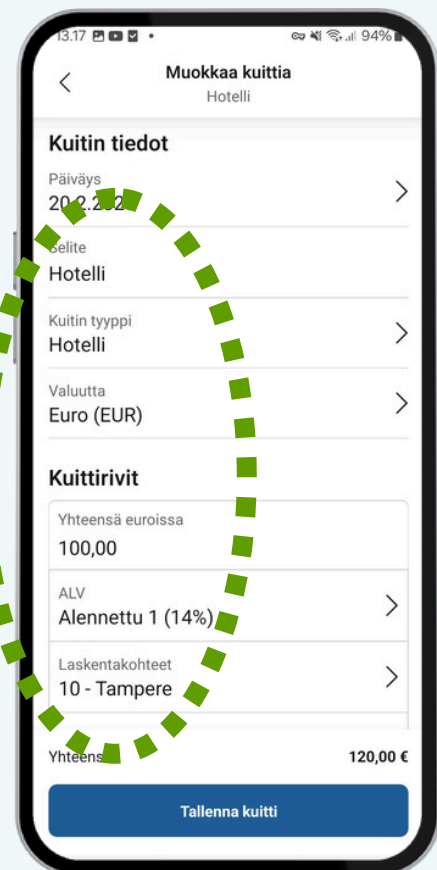 13.17
94%
Muokkaa kuittia
Hotelli
Kuitin tiedot
Päiväys
Selite
Hotelli
Kuitin tyyppi
Hotelli
Valuutta
Euro (EUR)
Kuittirivit
Yhteensä euroissa
100,00
ALV
Alennettu 1 (14%)
Laskentakohteet
10 - Tampere
120,00 €
Tallenna kuitti